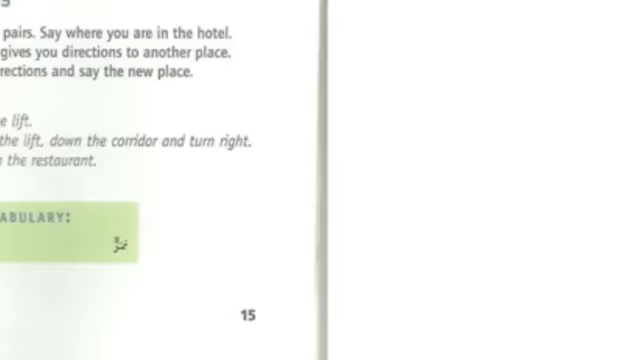 pairs. Say where you are in the hotel.
gives you directions to another place.
rections and say the new place.
e lift.
the lift, down the corridor and turn right.
the restaurant.
ABULARY:
15